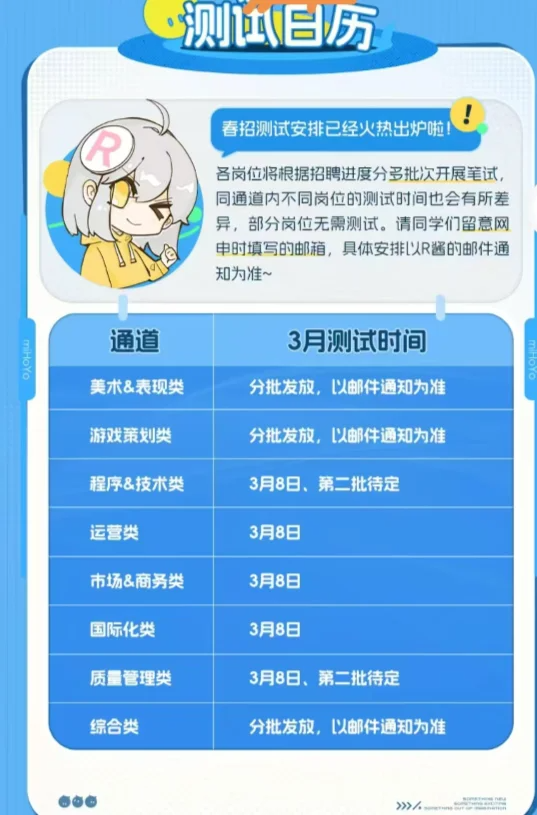 测试日历
春招测试安排已经火热出炉啦！
!
R
各岗位将根据招聘进度分多批次开展笔试，
同通道内不同岗位的测试时间也会有所差
异，部分岗位无需测试。请同学们留意网
申时填写的邮箱，具体安排以R酱的邮件通
知为准~
通道 3月测试时间
miHoYo miHoYo
美术&表现类 分批发放，以邮件通知为准
游戏策划类 分批发放，以邮件通知为准
程序&技术类 3月8日、第二批待定
运营类 3月8日
市场&商务类 3月8日
国际化类 3月8日
质量管理类 3月8日、第二批待定
综合类 分批发放，以邮件通知为准
SOMETHING NEW
SOMETHING EXCITING
SOMETHING OUT OF IMAGINATION